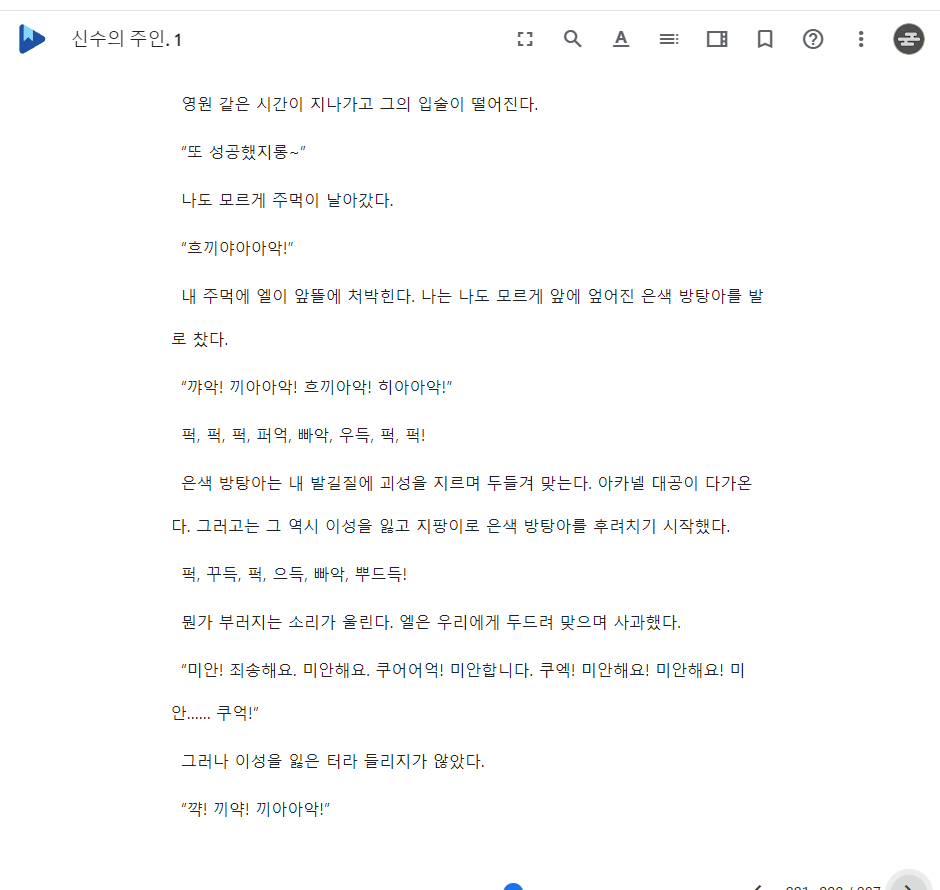 신수의 주인. 1
영원 같은 시간이 지나가고 그의 입술이 떨어진다.
“또 성공했지롱~”
나도 모르게 주먹이 날아갔다.
“흐끼야아아악!”
내 주먹에 엘이 앞뜰에 처박힌다. 나는 나도 모르게 앞에 엎어진 은색 방탕아를 발
로 찼다.
“꺄악! 끼아아악! 흐끼아악! 히아아악!”
퍽, 퍽, 퍽, 퍼억, 빠악, 우득, 퍽, 퍽!
은색 방탕아는 내 발길질에 괴성을 지르며 두들겨 맞는다. 아카넬 대공이 다가온
다. 그러고는 그 역시 이성을 잃고 지팡이로 은색 방탕아를 후려치기 시작했다.
퍽, 꾸득, 퍽, 으득, 빠악, 뿌드득!
뭔가 부러지는 소리가 울린다. 엘은 우리에게 두드려 맞으며 사과했다.
“미안! 죄송해요. 미안해요. 쿠어어억! 미안합니다. 쿠엑! 미안해요! 미안해요! 미
안…… 쿠억!”
그러나 이성을 잃은 터라 들리지가 않았다.
“꺅! 끼약! 끼아아악!”